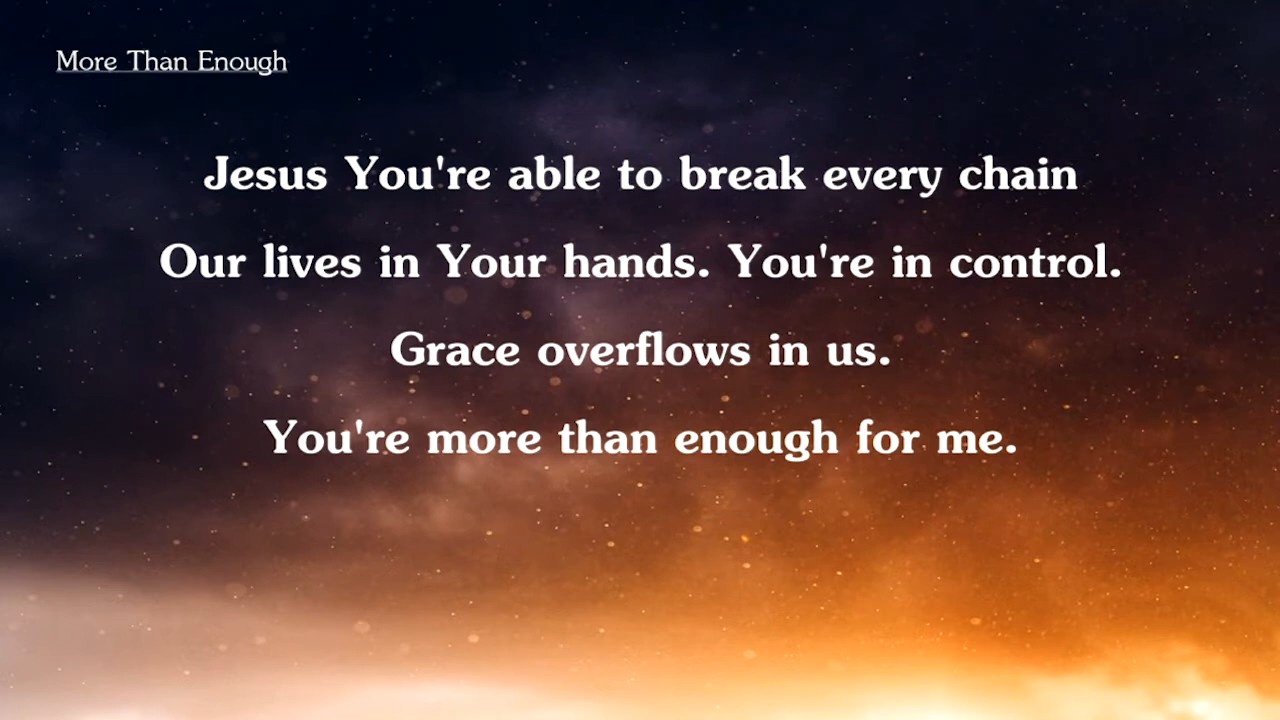 More Than Enough
Jesus You're able to break every chain
Our lives in Your hands. You're in control.
Grace overflows in us.
You're more than enough for me.